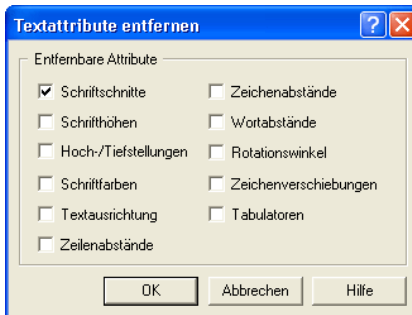 Textattribute entfernen
Entfernbare Attribute
Schriftschnitte
Schrifthöhen
Hoch-/Tiefstellungen
Schriftfarben
Textausrichtung
Zeilenabstände
Zeichenabstände
Wortabstände
Rotationswinkel
Zeichenverschiebungen
Tabulatoren
OK
Abbrechen
Hilfe